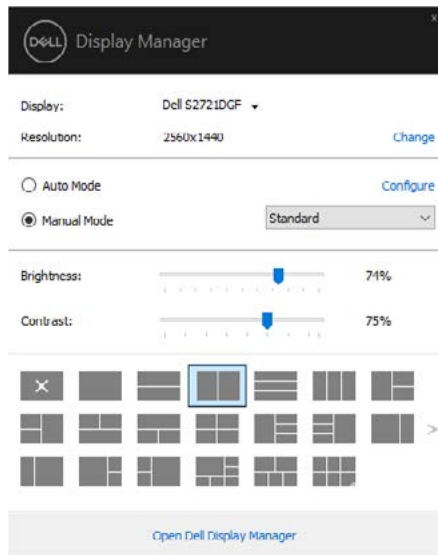 DELL Display Manager
Display: Dell S2721DGF
Resolution: 2560x1440 Change
Auto Mode Configure
Manual Mode Standard
Brightness: 74%
Contrast: 75%
Open Dell Display Manager